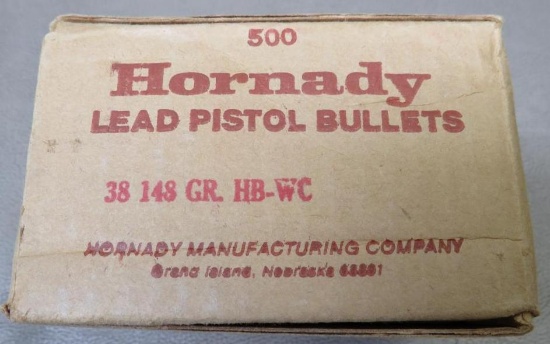 500
Hornady
LEAD PISTOL BULLETS
38 148 GR. HB-WC
HORNADY MANUFACTURING COMPANY
Grand Island, Nebraska 68801